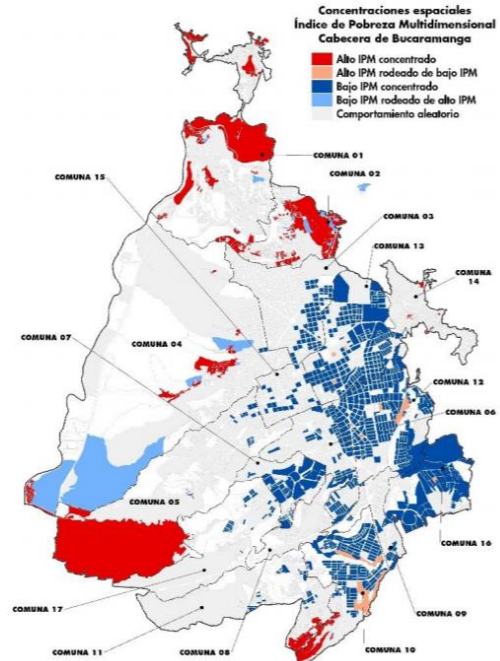 Concentraciones espaciales
Índice de Pobreza Multidimensional
Cabecera de Bucaramanga
Alto IPM concentrado
Alto IPM rodeado de bajo IPM
Bajo IPM concentrado
Bajo IPM rodeado de alto IPM
Comportamiento aleatorio
COMUNA 01
COMUNA 15
COMUNA 02
COMUNA 03
COMUNA 13
COMUNA
14
COMUNA 07
COMUNA 04
COMUNA 12
COMUNA 06
COMUNA 05
COMUNA 16
COMUNA 17
COMUNA 09
COMUNA 11
COMUNA 08
COMUNA 10